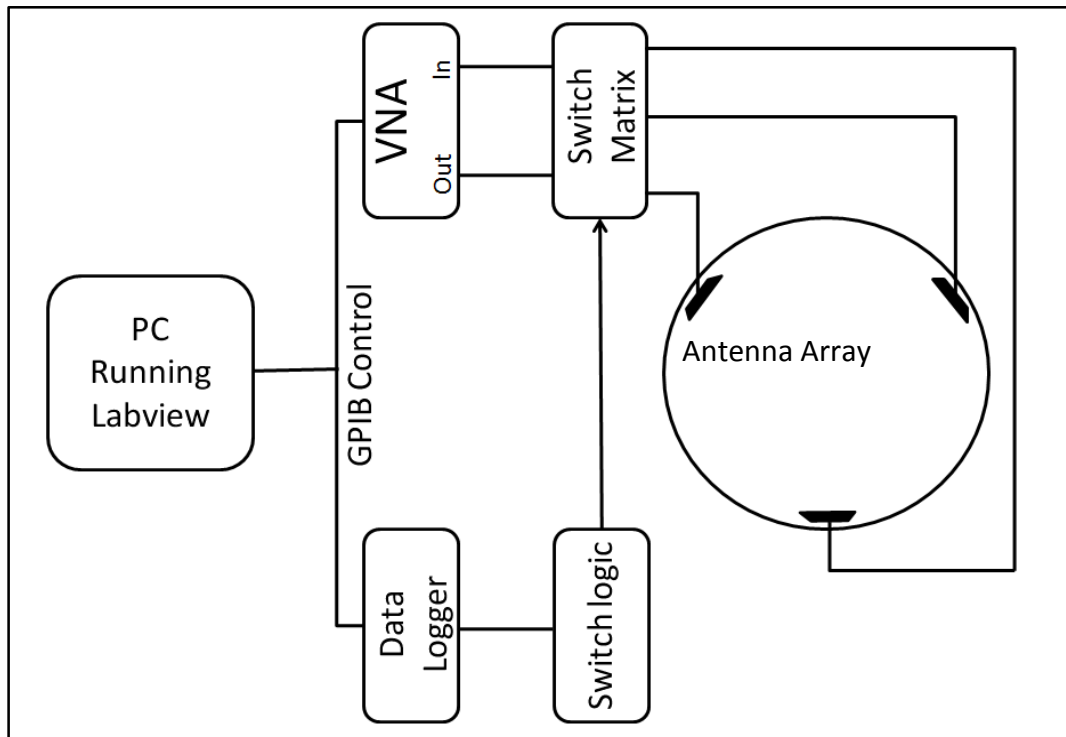 PC
Running
Labview
GPIB Control
VNA
In
Out
Switch
Matrix
Antenna Array
Data
Logger
Switch logic